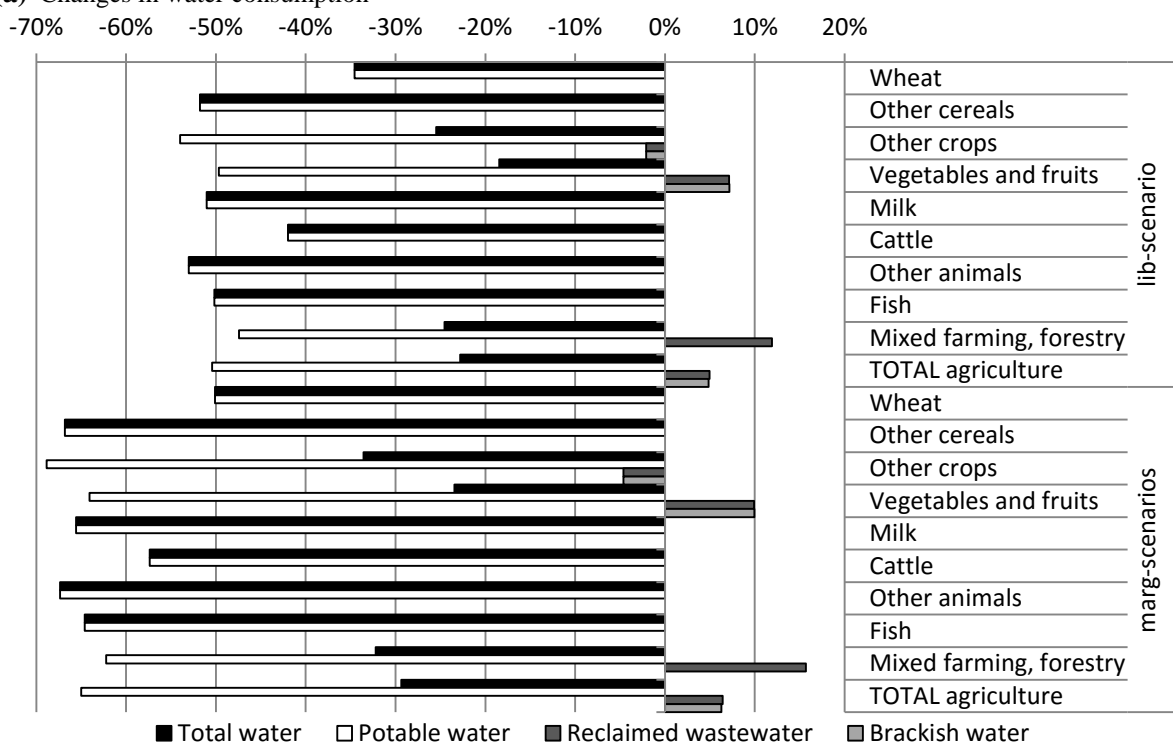 (a) Changes in water consumption
-70% -60% -50% -40% -30% -20% -10% 0% 10% 20%
Wheat
Other cereals
Other crops
Vegetables and fruits
Milk
Cattle
Other animals
Fish
Mixed farming, forestry
TOTAL agriculture
lib-scenario
Wheat
Other cereals
Other crops
Vegetables and fruits
Milk
Cattle
Other animals
Fish
Mixed farming, forestry
TOTAL agriculture
marg-scenarios
Total water Potable water Reclaimed wastewater Brackish water